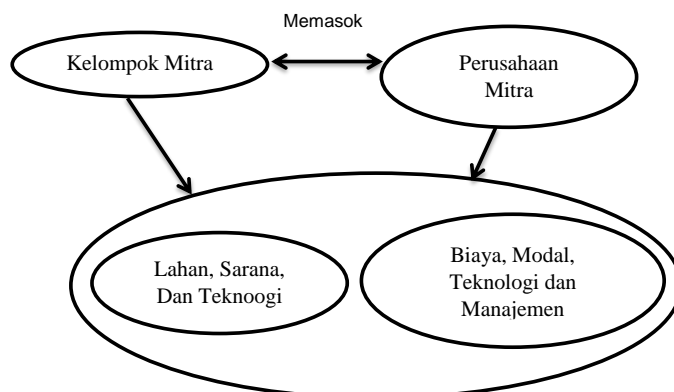 Memasok
Kelompok Mitra
Perusahaan
Mitra
Lahan, Sarana,
Dan Teknoogi
Biaya, Modal,
Teknologi dan
Manajemen